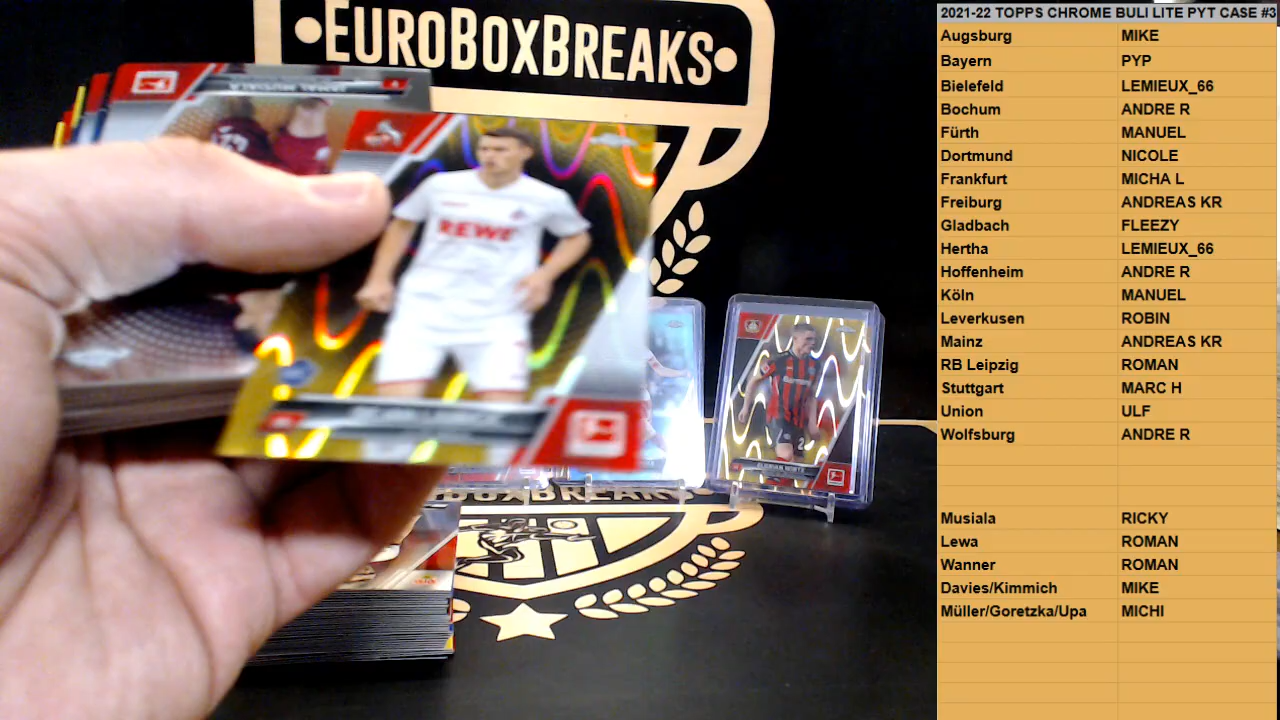 EUROBOXBREAKS
REWE
FLORIAN WIRTZ
2021-22 TOPPS CHROME BULI LITE PYT CASE #3
Augsburg MIKE
Bayern PYP
Bielefeld LEMIEUX_66
Bochum ANDRE R
Fürth MANUEL
Dortmund NICOLE
Frankfurt MICHA L
Freiburg ANDREAS KR
Gladbach FLEEZY
Hertha LEMIEUX_66
Hoffenheim ANDRE R
Köln MANUEL
Leverkusen ROBIN
Mainz ANDREAS KR
RB Leipzig ROMAN
Stuttgart MARC H
Union ULF
Wolfsburg ANDRE R
Musiala RICKY
Lewa ROMAN
Wanner ROMAN
Davies/Kimmich MIKE
Müller/Goretzka/Upa MICHI